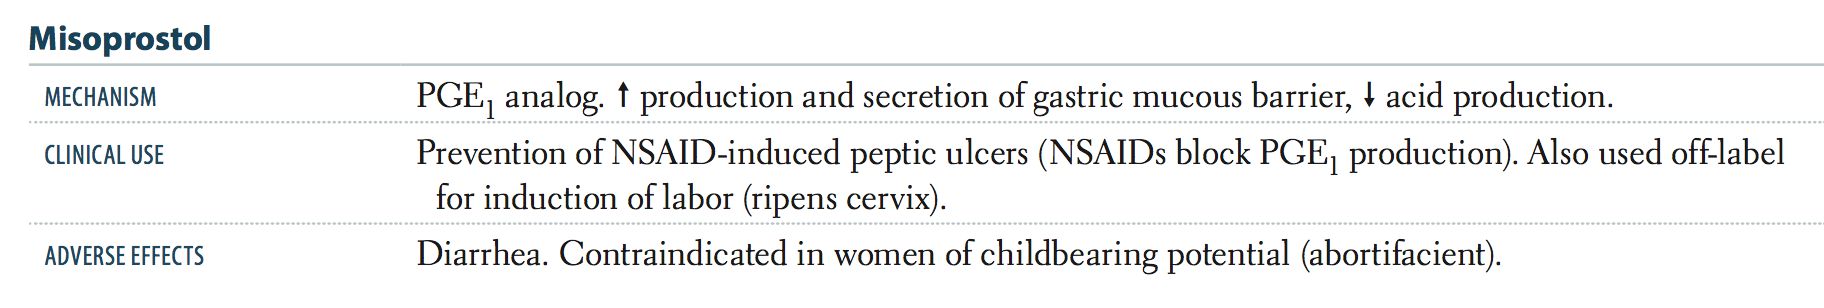 Misoprostol
MECHANISM PGE1 analog. ↑ production and secretion of gastric mucous barrier, ↓ acid production.
CLINICAL USE Prevention of NSAID-induced peptic ulcers (NSAIDs block PGE1 production). Also used off-label
for induction of labor (ripens cervix).
ADVERSE EFFECTS Diarrhea. Contraindicated in women of childbearing potential (abortifacient).